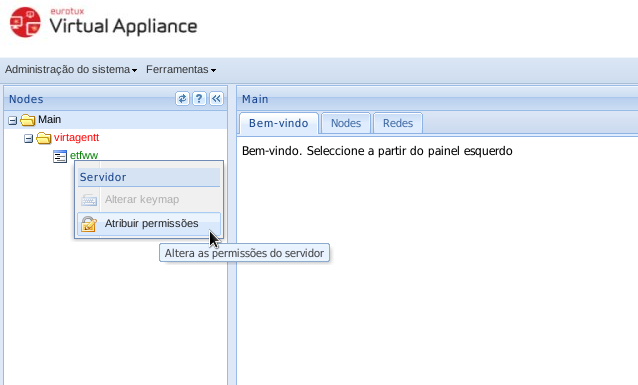 eurotux
Virtual Appliance
Administração do sistema Ferramentas
Nodes
Main
virtagentt
etfww
Servidor
Alterar keymap
Atribuir permissões
Altera as permissões do servidor
Main
Bem-vindo Nodes Redes
Bem-vindo. Seleccione a partir do painel esquerdo